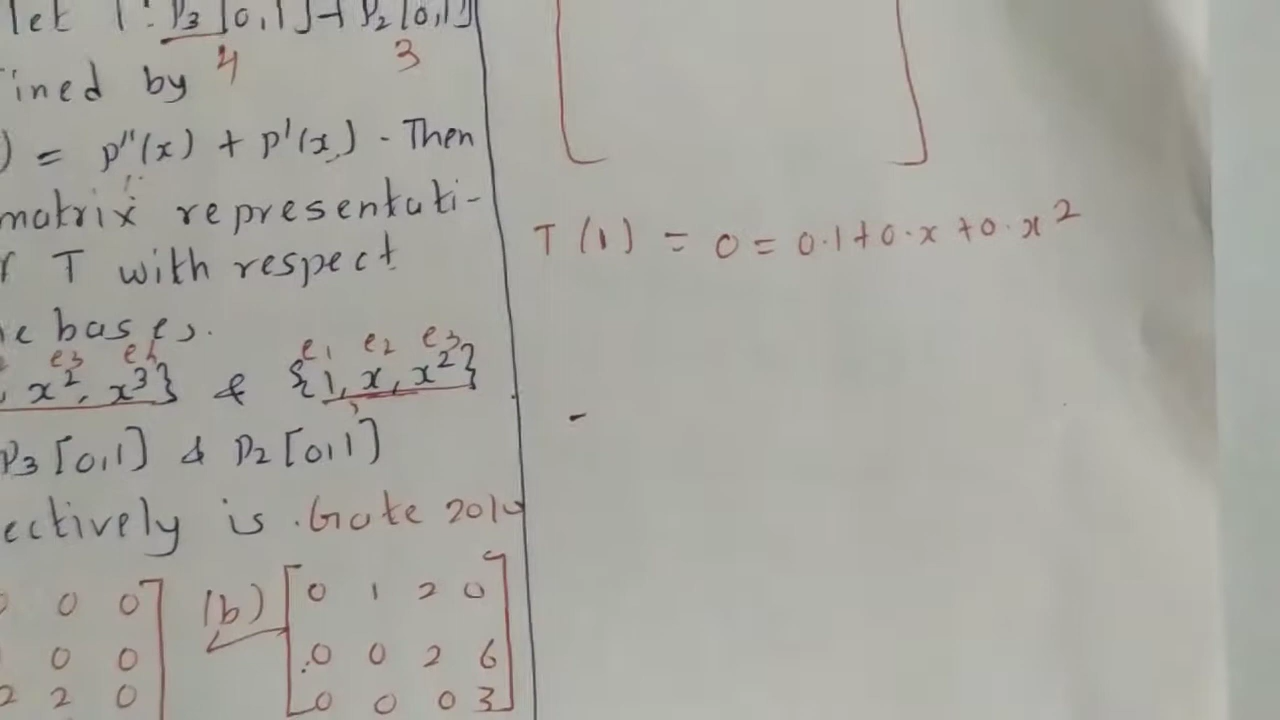 let T : P3 [0,1] → P2 [0,1]
4 3
ined by
) = p''(x) + p'(x) - Then
matrix representati-
T with respect
bases.
e3 e4 e1 e2 e3
, x², x³} & {1, x, x²}
P3 [0,1] & P2 [0,1]
ectively is . Gate
0 0 (b) [0 1 2 0
0 0 0 0 2 6
2 2 0 0 0 0 3]
T (1) = 0 = 0.1+0.x +0.x²
-